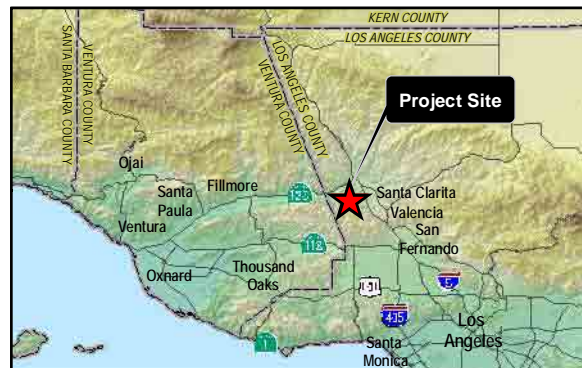 KERN COUNTY
LOS ANGELES COUNTY
SANTA BARBARA COUNTY
VENTURA COUNTY
LOS ANGELES COUNTY
VENTURA COUNTY
Project Site
Ojai
Santa
Paula
Fillmore
Santa Clarita
Valencia
San
Fernando
Ventura
118
Oxnard
Thousand
Oaks
101
5
405
Los
Angeles
Santa
Monica
1